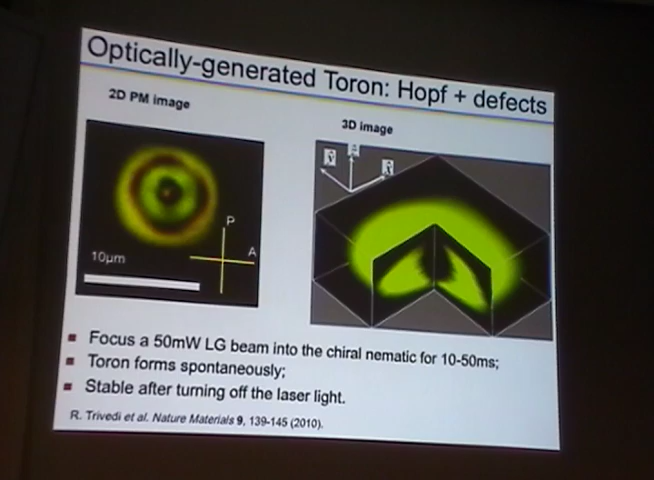 Optically-generated Toron: Hopf + defects
2D PM image
3D image
P
A
10μm
Focus a 50mW LG beam into the chiral nematic for 10-50ms;
Toron forms spontaneously;
Stable after turning off the laser light.
R. Trivedi et al. Nature Materials 9, 139-145 (2010).